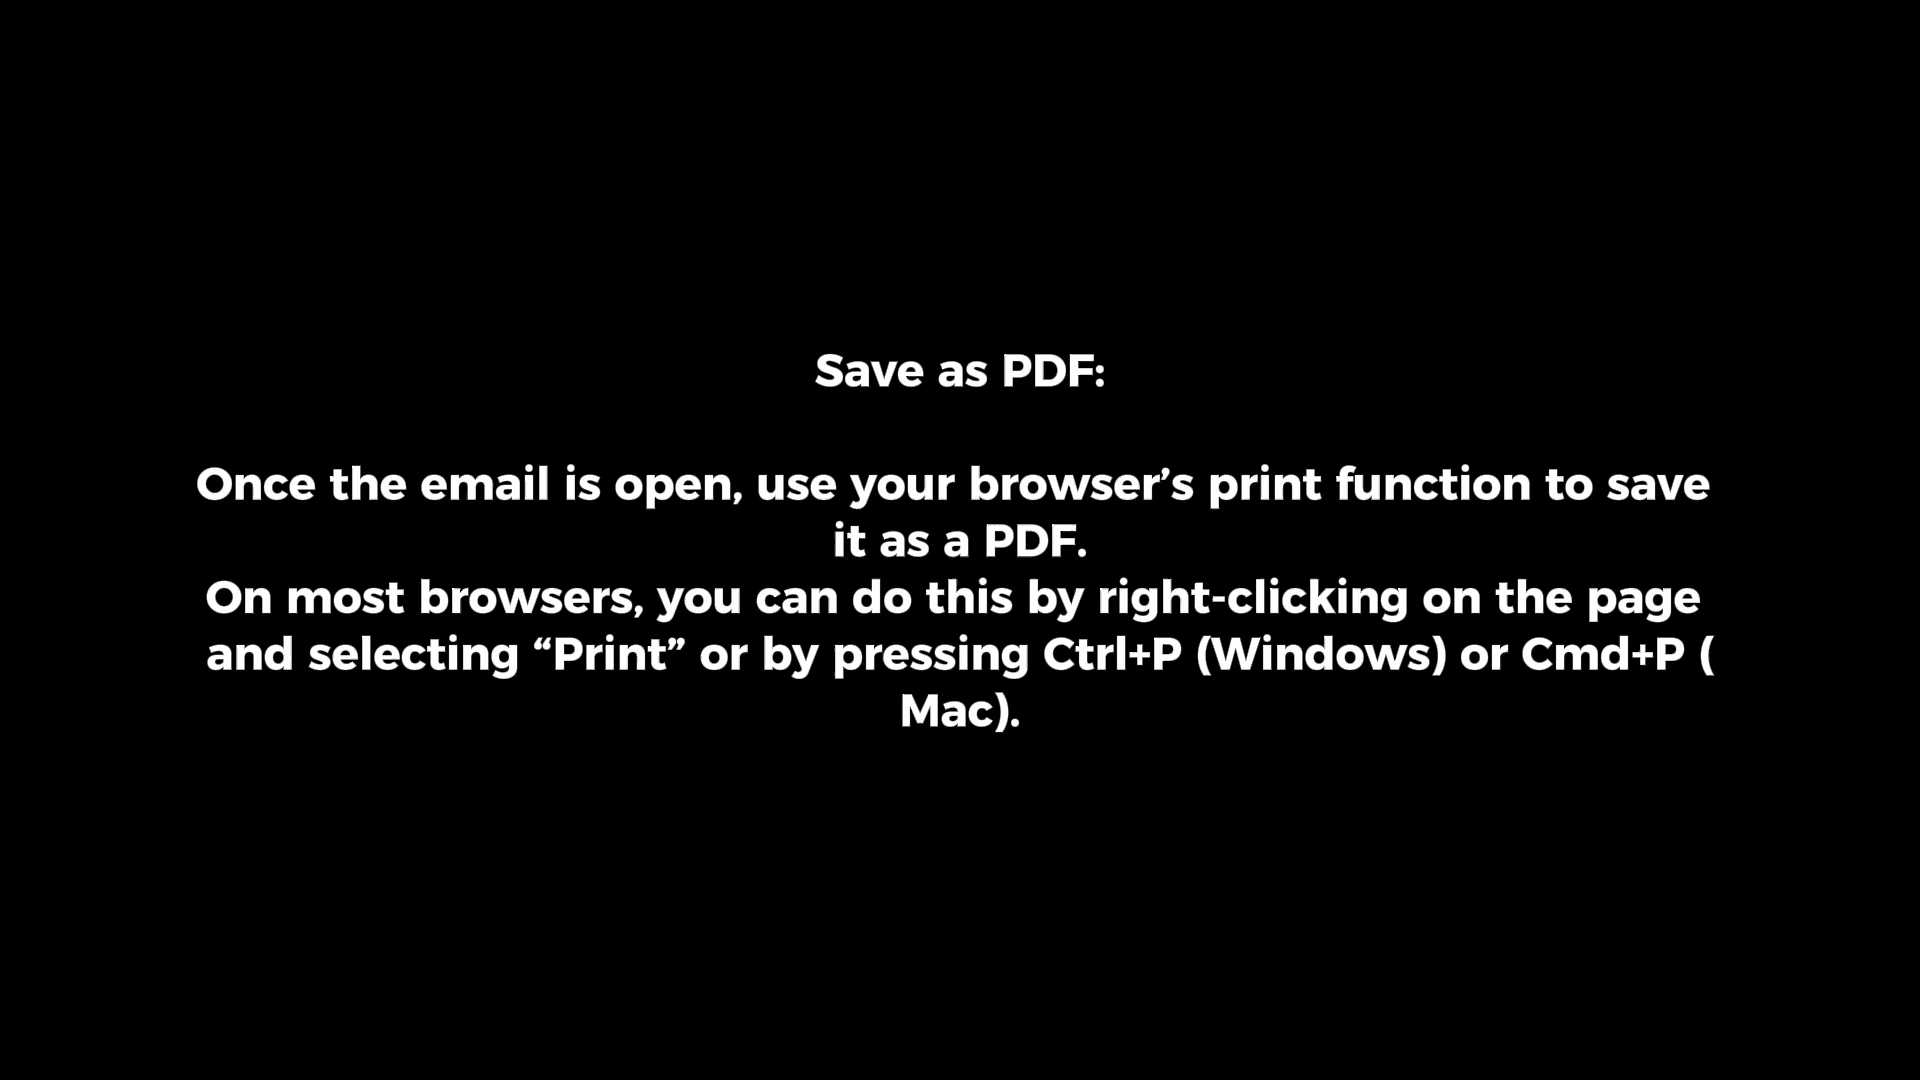 Save as PDF:
Once the email is open, use your browser’s print function to save
it as a PDF.
On most browsers, you can do this by right-clicking on the page
and selecting “Print” or by pressing Ctrl+P (Windows) or Cmd+P (
Mac).